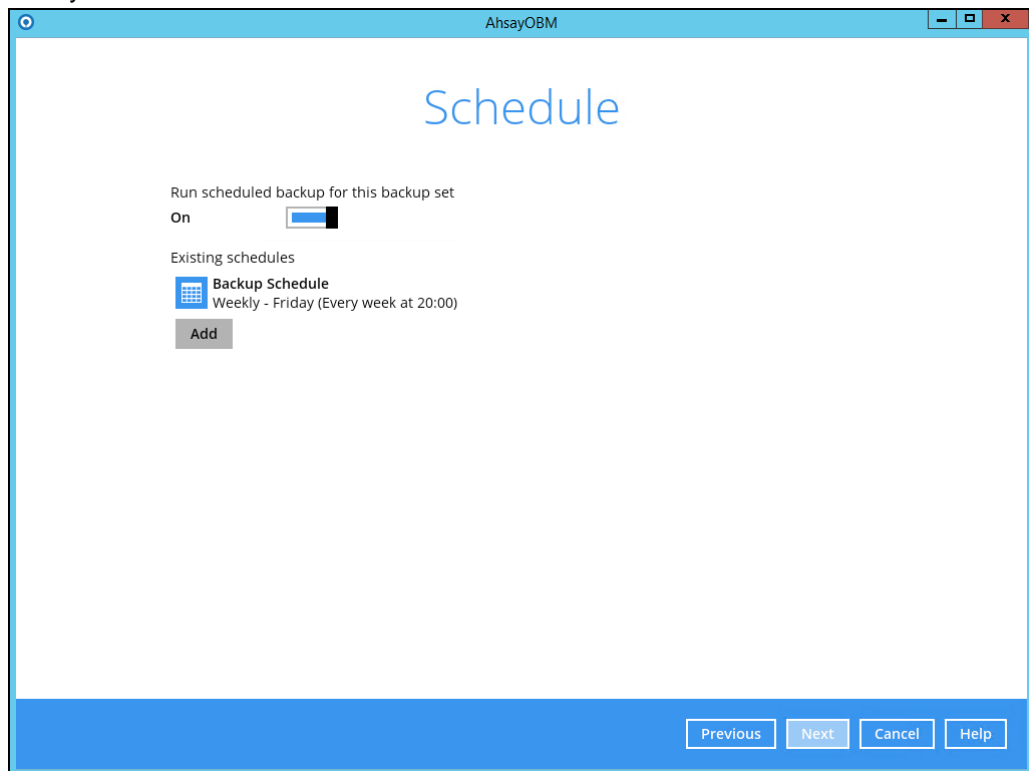 AhsayOBM
Schedule
Run scheduled backup for this backup set
On
Existing schedules
Backup Schedule
Weekly - Friday (Every week at 20:00)
Add
Previous Next Cancel Help